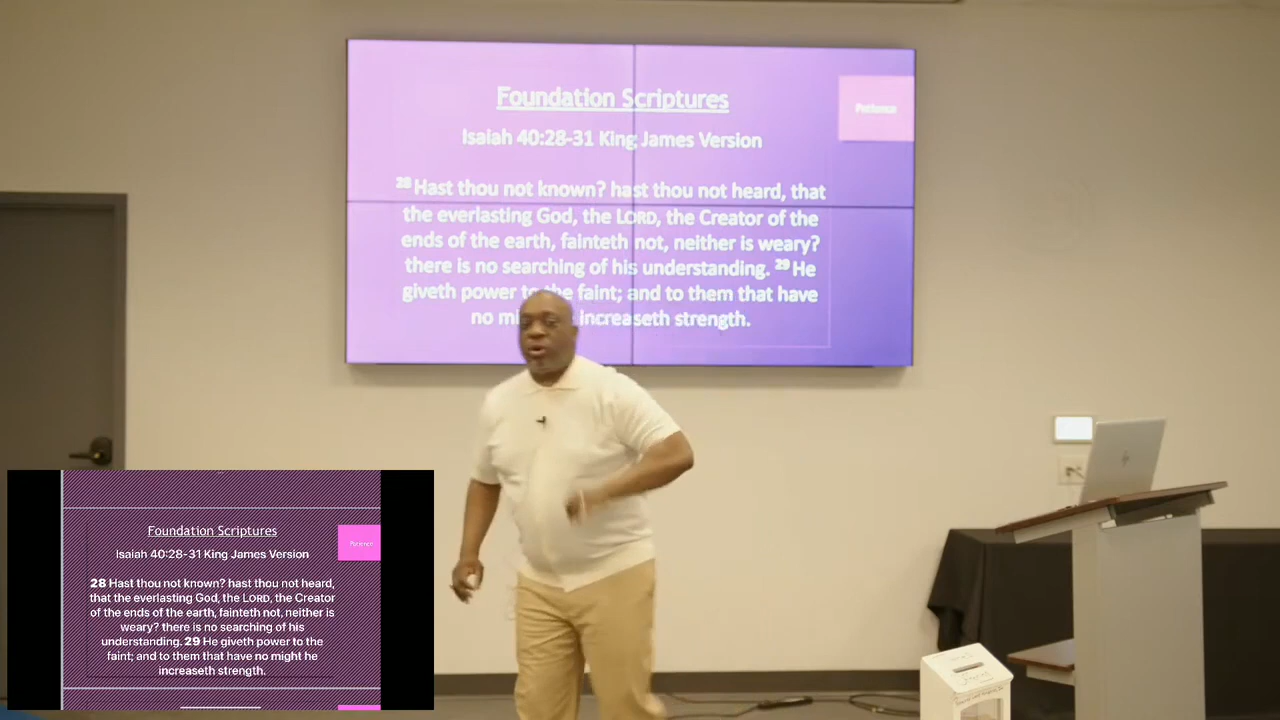 Foundation Scriptures
Isaiah 40:28-31 King James Version
Patience
28 Hast thou not known? hast thou not heard, that
the everlasting God, the LORD, the Creator of the
ends of the earth, fainteth not, neither is weary?
there is no searching of his understanding. 29 He
giveth power to the faint; and to them that have
no increaseth strength.
Foundation Scriptures
Isaiah 40:28-31 King James Version
Patience
28 Hast thou not known? hast thou not heard,
that the everlasting God, the LORD, the Creator
of the ends of the earth, fainteth not, neither is
weary? there is no searching of his
understanding. 29 He giveth power to the
faint; and to them that have no might he
increaseth strength.